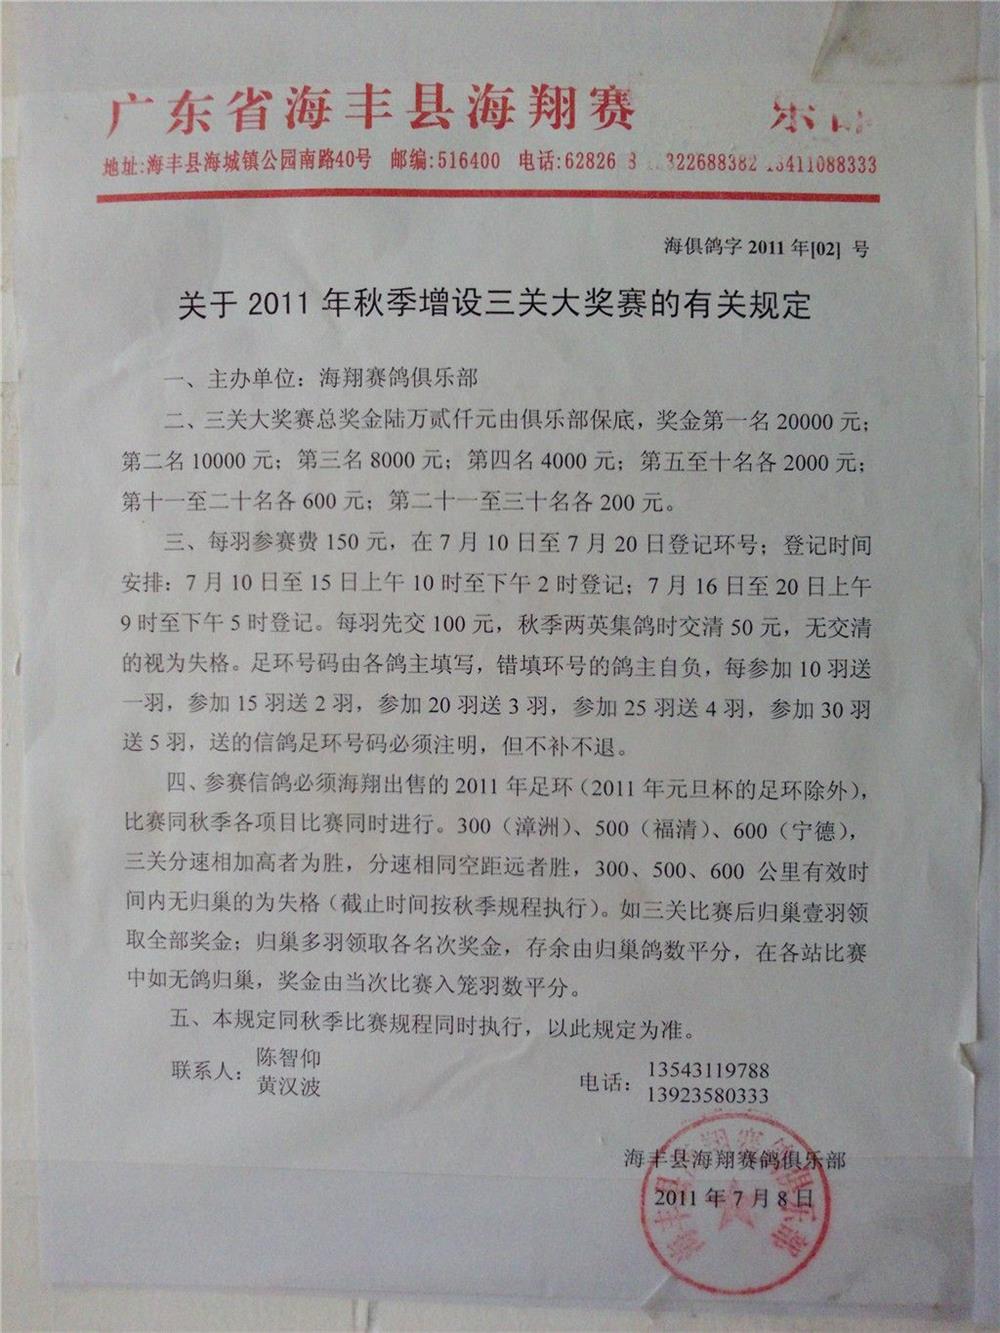 广东省海丰县海翔赛 乐
地址:海丰县海城镇公园南路40号 邮编:516400 电话:62826 8 322688382 13411088333
海俱鸽字 2011 年[02] 号
关于 2011 年秋季增设三关大奖赛的有关规定
一、主办单位：海翔赛鸽俱乐部
二、三关大奖赛总奖金陆万贰仟元由俱乐部保底，奖金第一名 20000 元；
第二名 10000 元；第三名 8000 元；第四名 4000 元；第五至十名各 2000 元；
第十一至二十名各 600 元；第二十一至三十名各 200 元。
三、每羽参赛费 150 元，在 7 月 10 日至 7 月 20 日登记环号；登记时间
安排：7 月 10 日至 15 日上午 10 时至下午 2 时登记；7 月 16 日至 20 日上午
9 时至下午 5 时登记。每羽先交 100 元，秋季两英集鸽时交清 50 元，无交清
的视为失格。足环号码由各鸽主填写，错填环号的鸽主自负，每参加 10 羽送
一羽，参加 15 羽送 2 羽，参加 20 羽送 3 羽，参加 25 羽送 4 羽，参加 30 羽
送 5 羽，送的信鸽足环号码必须注明，但不补不退。
四、参赛信鸽必须海翔出售的 2011 年足环（2011 年元旦杯的足环除外），
比赛同秋季各项目比赛同时进行。300（漳洲）、500（福清）、600（宁德），
三关分速相加高者为胜，分速相同空距远者胜，300、500、600 公里有效时
间内无归巢的为失格（截止时间按秋季规程执行）。如三关比赛后归巢壹羽领
取全部奖金；归巢多羽领取各名次奖金，存余由归巢鸽数平分，在各站比赛
中如无鸽归巢，奖金由当次比赛入笼羽数平分。
五、本规定同秋季比赛规程同时执行，以此规定为准。
联系人：陈智仰 黄汉波 电话：13543119788 13923580333
海丰县海翔赛鸽俱乐部
2011 年 7 月 8 日
海丰县海翔赛鸽俱乐部